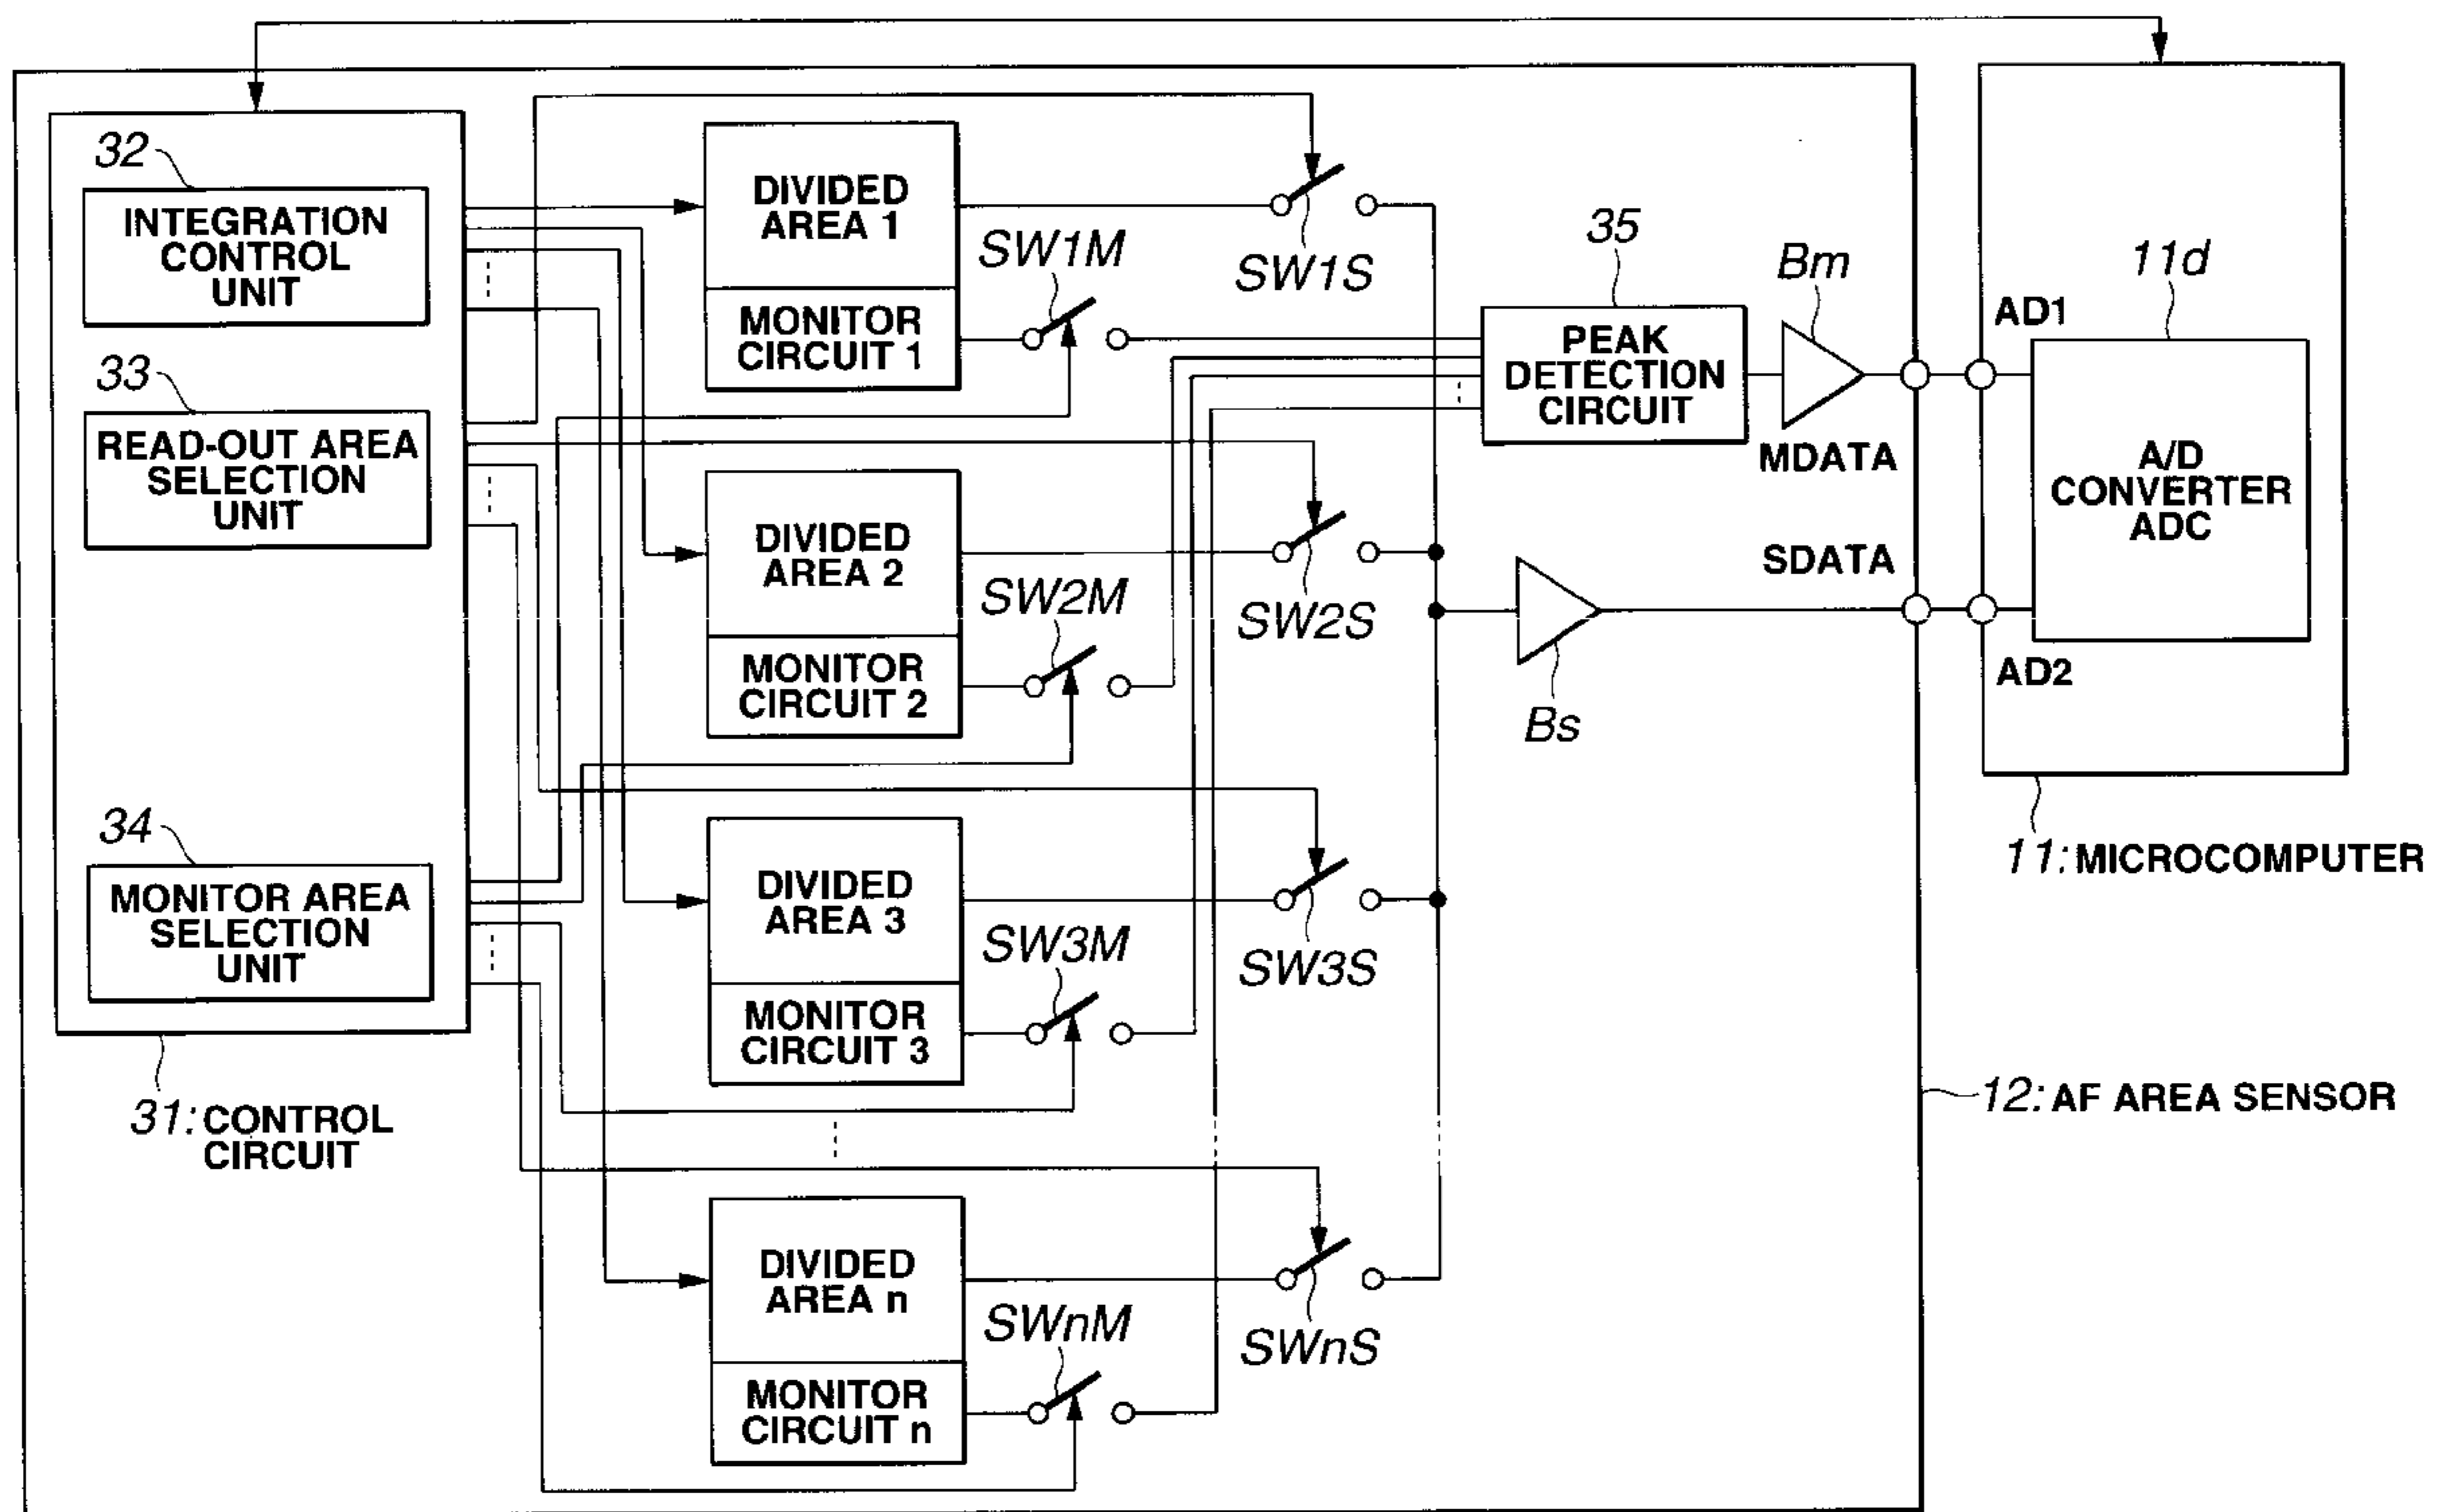 32
INTEGRATION
CONTROL
UNIT
33
READ-OUT AREA
SELECTION
UNIT
34
MONITOR AREA
SELECTION
UNIT
31: CONTROL
CIRCUIT
DIVIDED
AREA 1
MONITOR
CIRCUIT 1
SW1M
SW1S
DIVIDED
AREA 2
MONITOR
CIRCUIT 2
SW2M
SW2S
DIVIDED
AREA 3
MONITOR
CIRCUIT 3
SW3M
SW3S
DIVIDED
AREA n
MONITOR
CIRCUIT n
SWnM
SWnS
35
PEAK
DETECTION
CIRCUIT
Bm
MDATA
SDATA
Bs
11d
AD1
A/D
CONVERTER
ADC
AD2
11: MICROCOMPUTER
12: AF AREA SENSOR